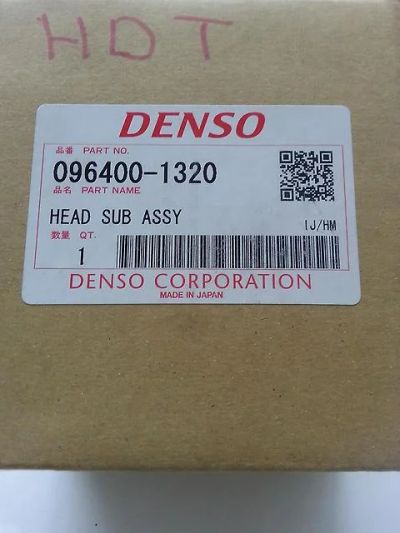 HDT
DENSO
品番 PART NO.
096400-1320
品名 PART NAME
HEAD SUB ASSY
IJ/HM
数量 QT.
1
DENSO CORPORATION
MADE IN JAPAN